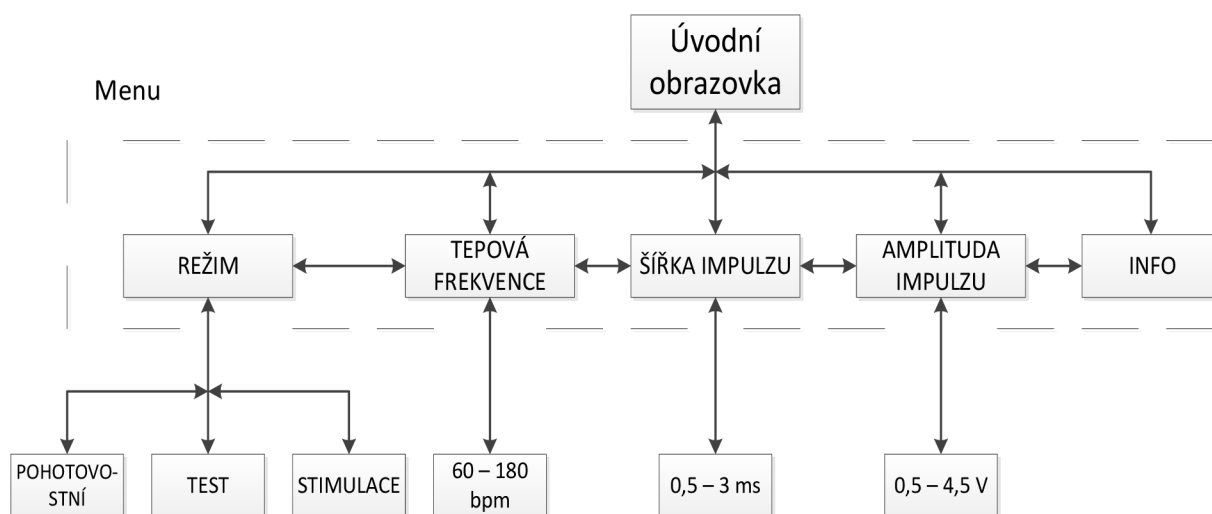 Úvodní
obrazovka
Menu
REŽIM
TEPOVÁ
FREKVENCE
ŠÍŘKA IMPULZU
AMPLITUDA
IMPULZU
INFO
POHOTOVO-
STNÍ
TEST
STIMULACE
60 – 180
bpm
0,5 – 3 ms
0,5 – 4,5 V